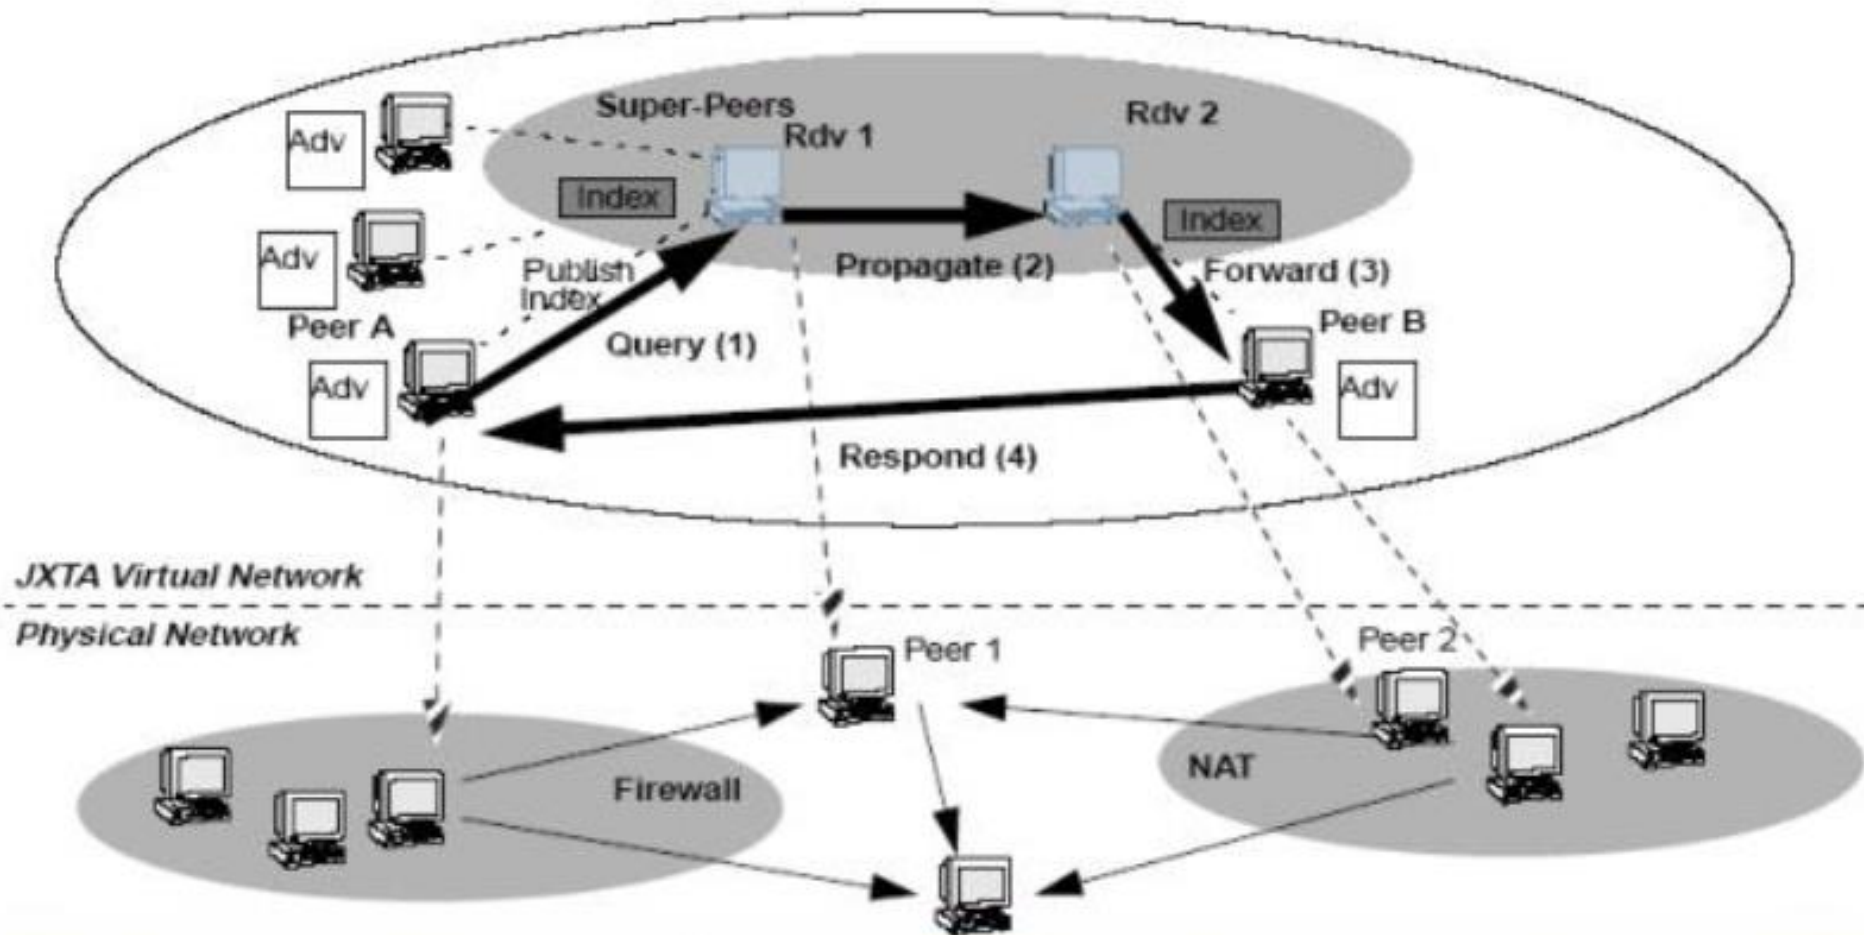 Super-Peers
Rdv 1
Rdv 2
Adv
Index
Index
Adv
Publish
Index
Propagate (2)
Forward (3)
Peer A
Query (1)
Peer B
Adv
Adv
Respond (4)
JXTA Virtual Network
Physical Network
Peer 1
Peer 2
Firewall
NAT